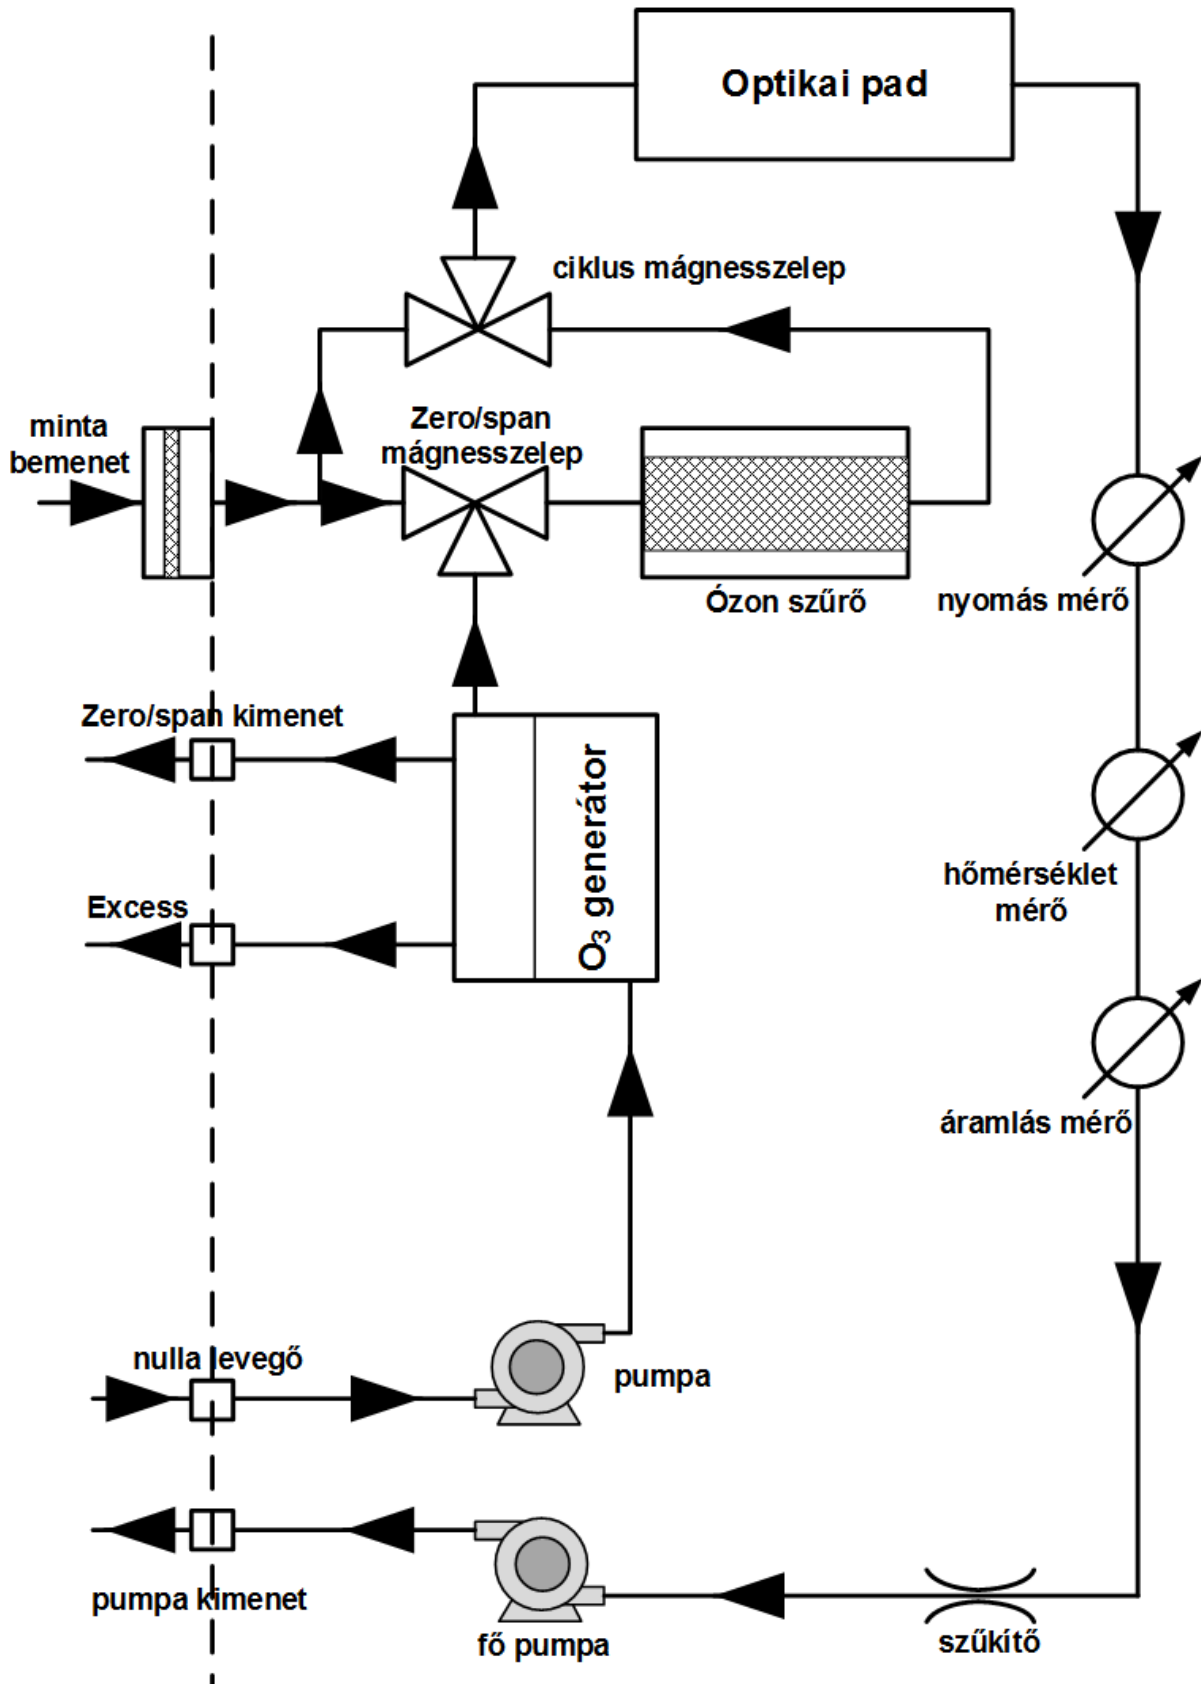 Optikai pad
ciklus mágnesszelep
Zero/span
mágnesszelep
minta
bemenet
Ózon szűrő
nyomás mérő
Zero/span kimenet
O₃ generátor
hőmérséklet
mérő
Excess
áramlás mérő
nulla levegő
pumpa
pumpa kimenet
fő pumpa
szűkítő